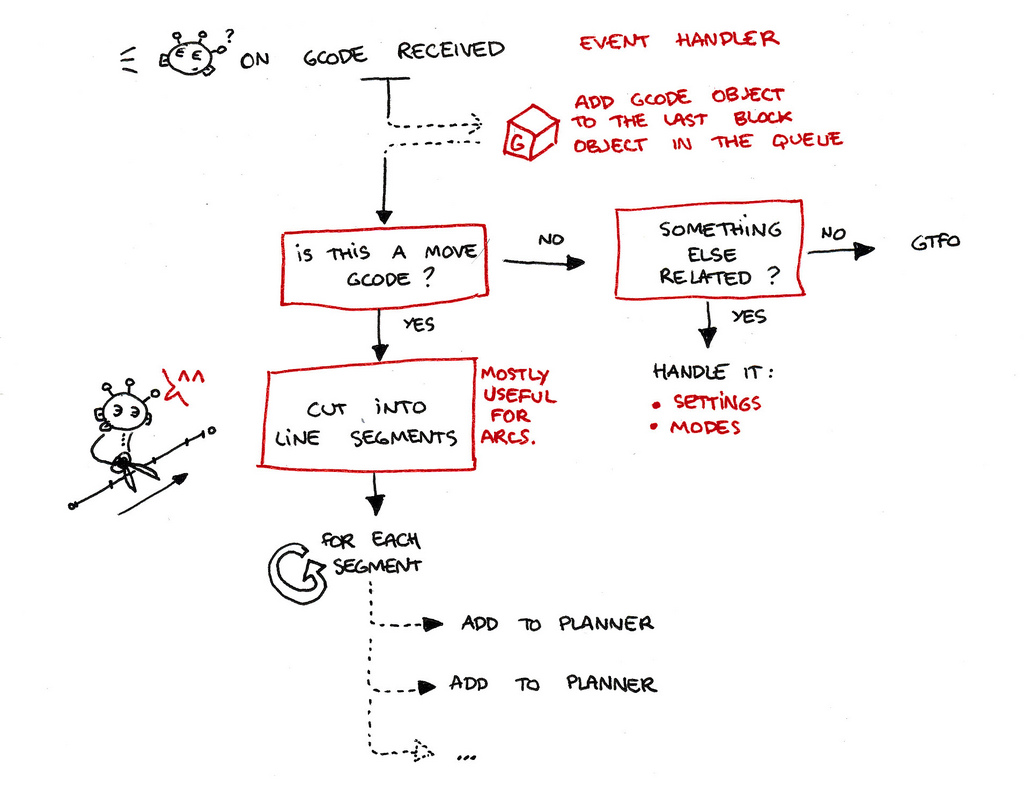 ?
ON GCODE RECEIVED
EVENT HANDLER
ADD GCODE OBJECT
TO THE LAST BLOCK
OBJECT IN THE QUEUE
G
iS THIS A MOVE
GCODE ?
NO
SOMETHiNG
ELSE
RELATED ?
NO
GTFO
YES
YES
HANDLE IT :
• SETTiNGS
• MODES
CUT iNTO
LiNE SEGMENTS
MOSTLY
USEFUL
FOR
ARCS.
^^
FOR EACH
SEGMENT
ADD TO PLANNER
ADD TO PLANNER
...